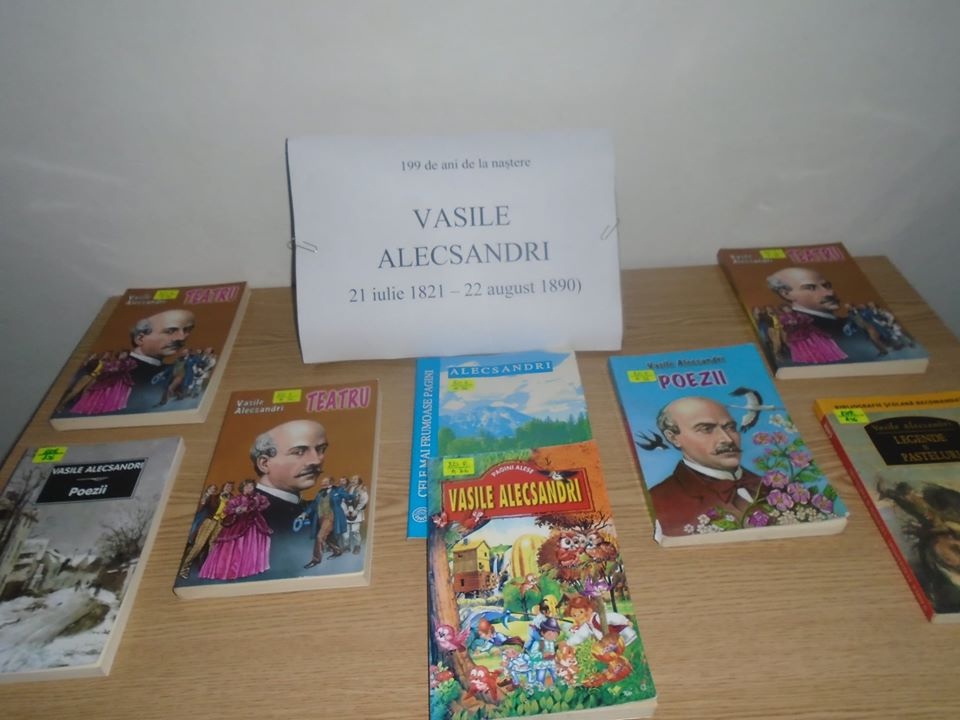 199 de ani de la naștere
VASILE
ALECSANDRI
21 iulie 1821 – 22 august 1890)
Vasile
Alecsandri
TEATRU
Vasile
Alecsandri
TEATRU
VASILE ALECSANDRI
Poezii
Vasile
Alecsandri
TEATRU
ALECSANDRI
CELE MAI FRUMOASE PAGINI
PAGINI ALESE
VASILE ALECSANDRI
Vasile Alecsandri
POEZII
BIBLIOGRAFIE ȘCOLARĂ
Vasile Alecsandri
LEGENDE
PASTELURI